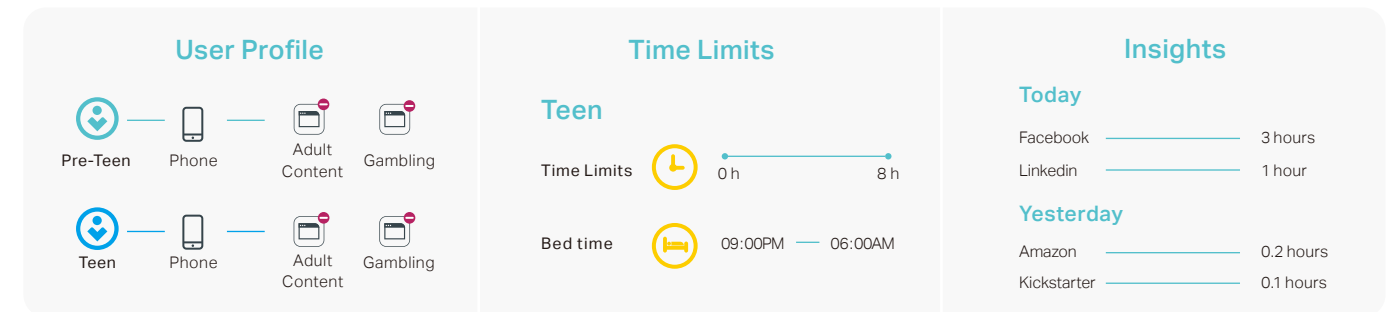 User Profile
Pre-Teen
Phone
Adult
Content
Gambling
Teen
Phone
Adult
Content
Gambling
Time Limits
Teen
Time Limits
0 h
8 h
Bed time
09:00PM — 06:00AM
Insights
Today
Facebook
3 hours
Linkedin
1 hour
Yesterday
Amazon
0.2 hours
Kickstarter
0.1 hours